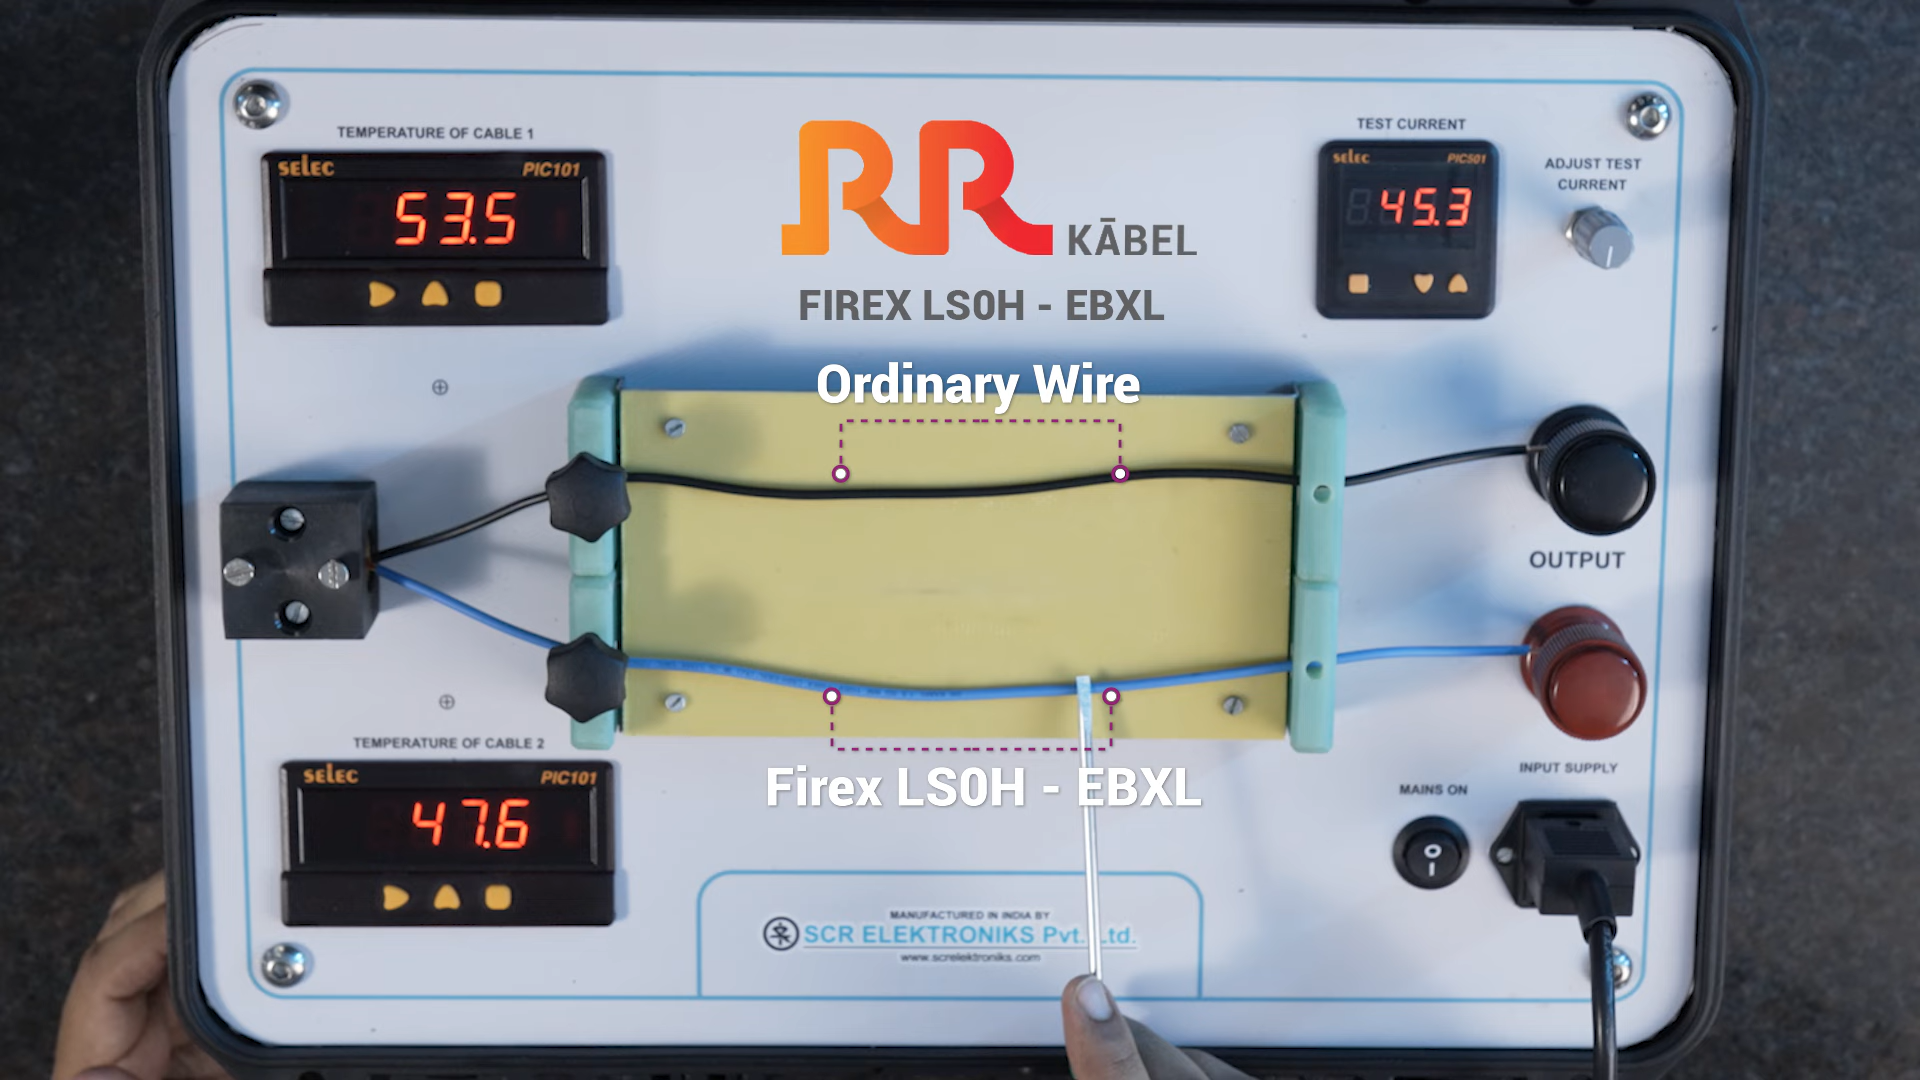 TEMPERATURE OF CABLE 1
selec PIC101
53.5
RR KĀBEL
FIREX LS0H - EBXL
TEST CURRENT
selec PIC501
45.3
ADJUST TEST
CURRENT
Ordinary Wire
OUTPUT
Firex LS0H - EBXL
TEMPERATURE OF CABLE 2
selec PIC101
47.6
MAINS ON
O
I
INPUT SUPPLY
MANUFACTURED IN INDIA BY
SCR ELEKTRONIKS Pvt. Ltd.
www.screlektroniks.com